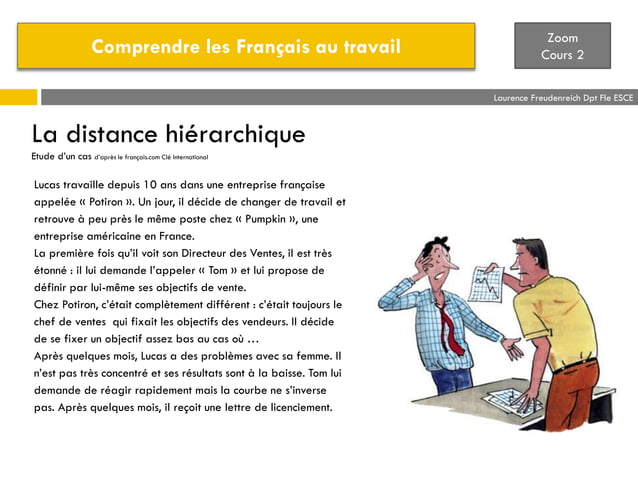 Comprendre les Français au travail
Zoom
Cours 2
Laurence Freudenreich Dpt Fle ESCE
La distance hiérarchique
Etude d'un cas d'après le français.com Clé International
Lucas travaille depuis 10 ans dans une entreprise française
appelée « Potiron ». Un jour, il décide de changer de travail et
retrouve à peu près le même poste chez « Pumpkin », une
entreprise américaine en France.
La première fois qu'il voit son Directeur des Ventes, il est très
étonné : il lui demande l'appeler « Tom » et lui propose de
définir par lui-même ses objectifs de vente.
Chez Potiron, c'était complètement différent : c'était toujours le
chef de ventes qui fixait les objectifs des vendeurs. Il décide
de se fixer un objectif assez bas au cas où …
Après quelques mois, Lucas a des problèmes avec sa femme. Il
n'est pas très concentré et ses résultats sont à la baisse. Tom lui
demande de réagir rapidement mais la courbe ne s'inverse
pas. Après quelques mois, il reçoit une lettre de licenciement.